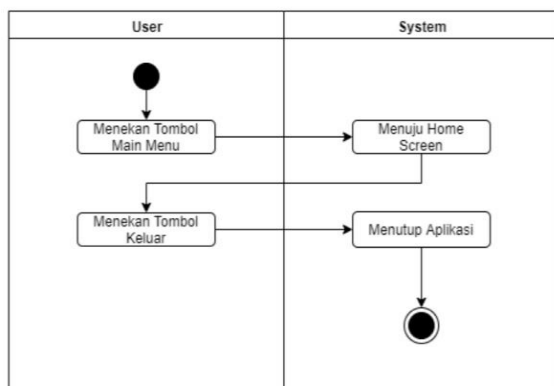 User
System
Menekan Tombol
Main Menu
Menuju Home
Screen
Menekan Tombol
Keluar
Menutup Aplikasi